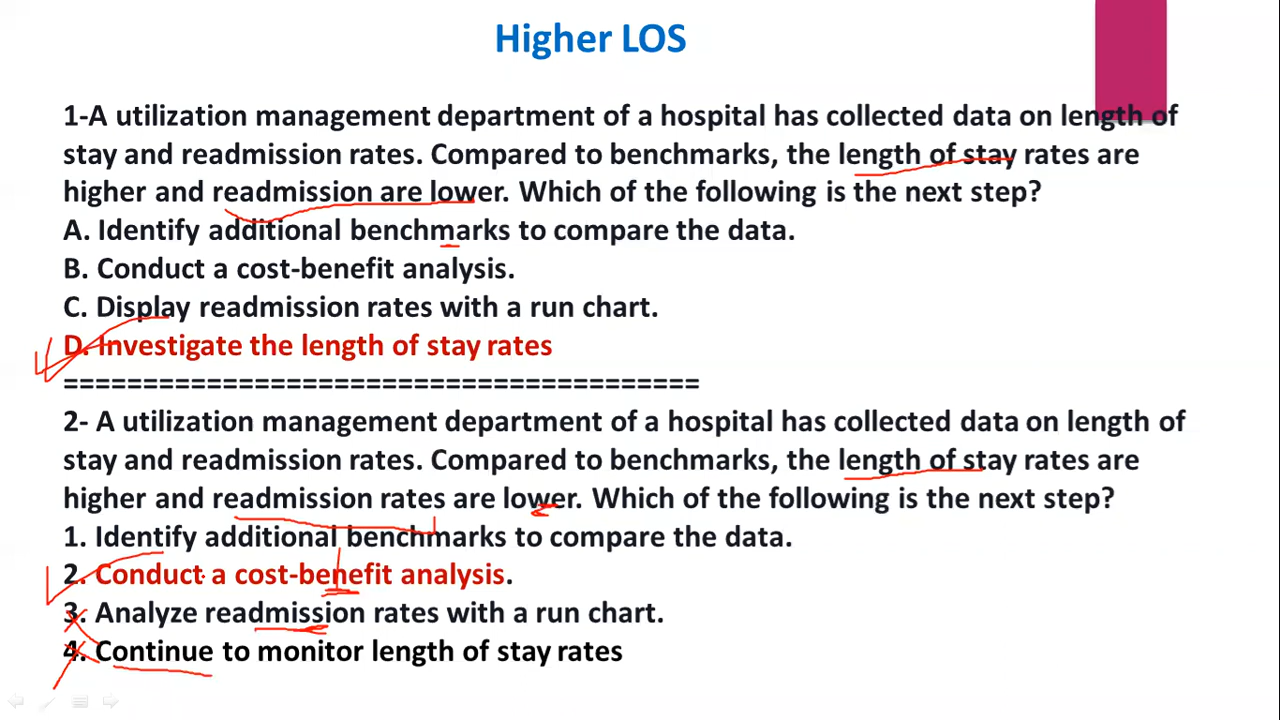 Higher LOS
1-A utilization management department of a hospital has collected data on length of
stay and readmission rates. Compared to benchmarks, the length of stay rates are
higher and readmission are lower. Which of the following is the next step?
A. Identify additional benchmarks to compare the data.
B. Conduct a cost-benefit analysis.
C. Display readmission rates with a run chart.
D. Investigate the length of stay rates
========================================
2- A utilization management department of a hospital has collected data on length of
stay and readmission rates. Compared to benchmarks, the length of stay rates are
higher and readmission rates are lower. Which of the following is the next step?
1. Identify additional benchmarks to compare the data.
2. Conduct a cost-benefit analysis.
3. Analyze readmission rates with a run chart.
4. Continue to monitor length of stay rates